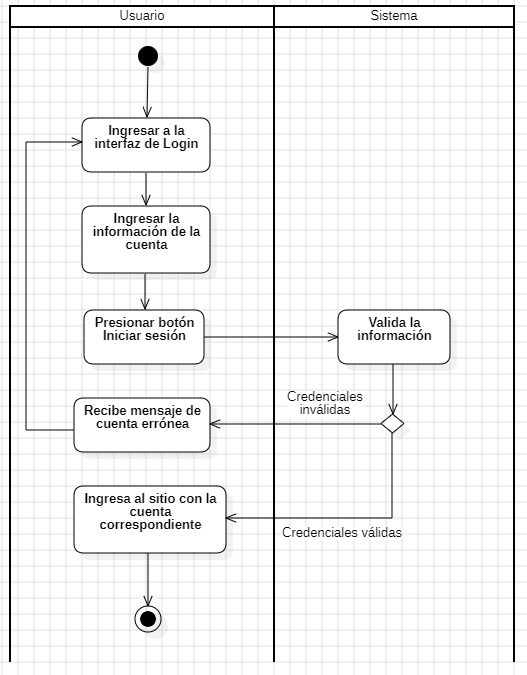 Usuario
Sistema
Ingresar a la
interfaz de Login
Ingresar la
información de la
cuenta
Presionar botón
Iniciar sesión
Valida la
información
Credenciales
inválidas
Recibe mensaje de
cuenta errónea
Ingresa al sitio con la
cuenta
correspondiente
Credenciales válidas